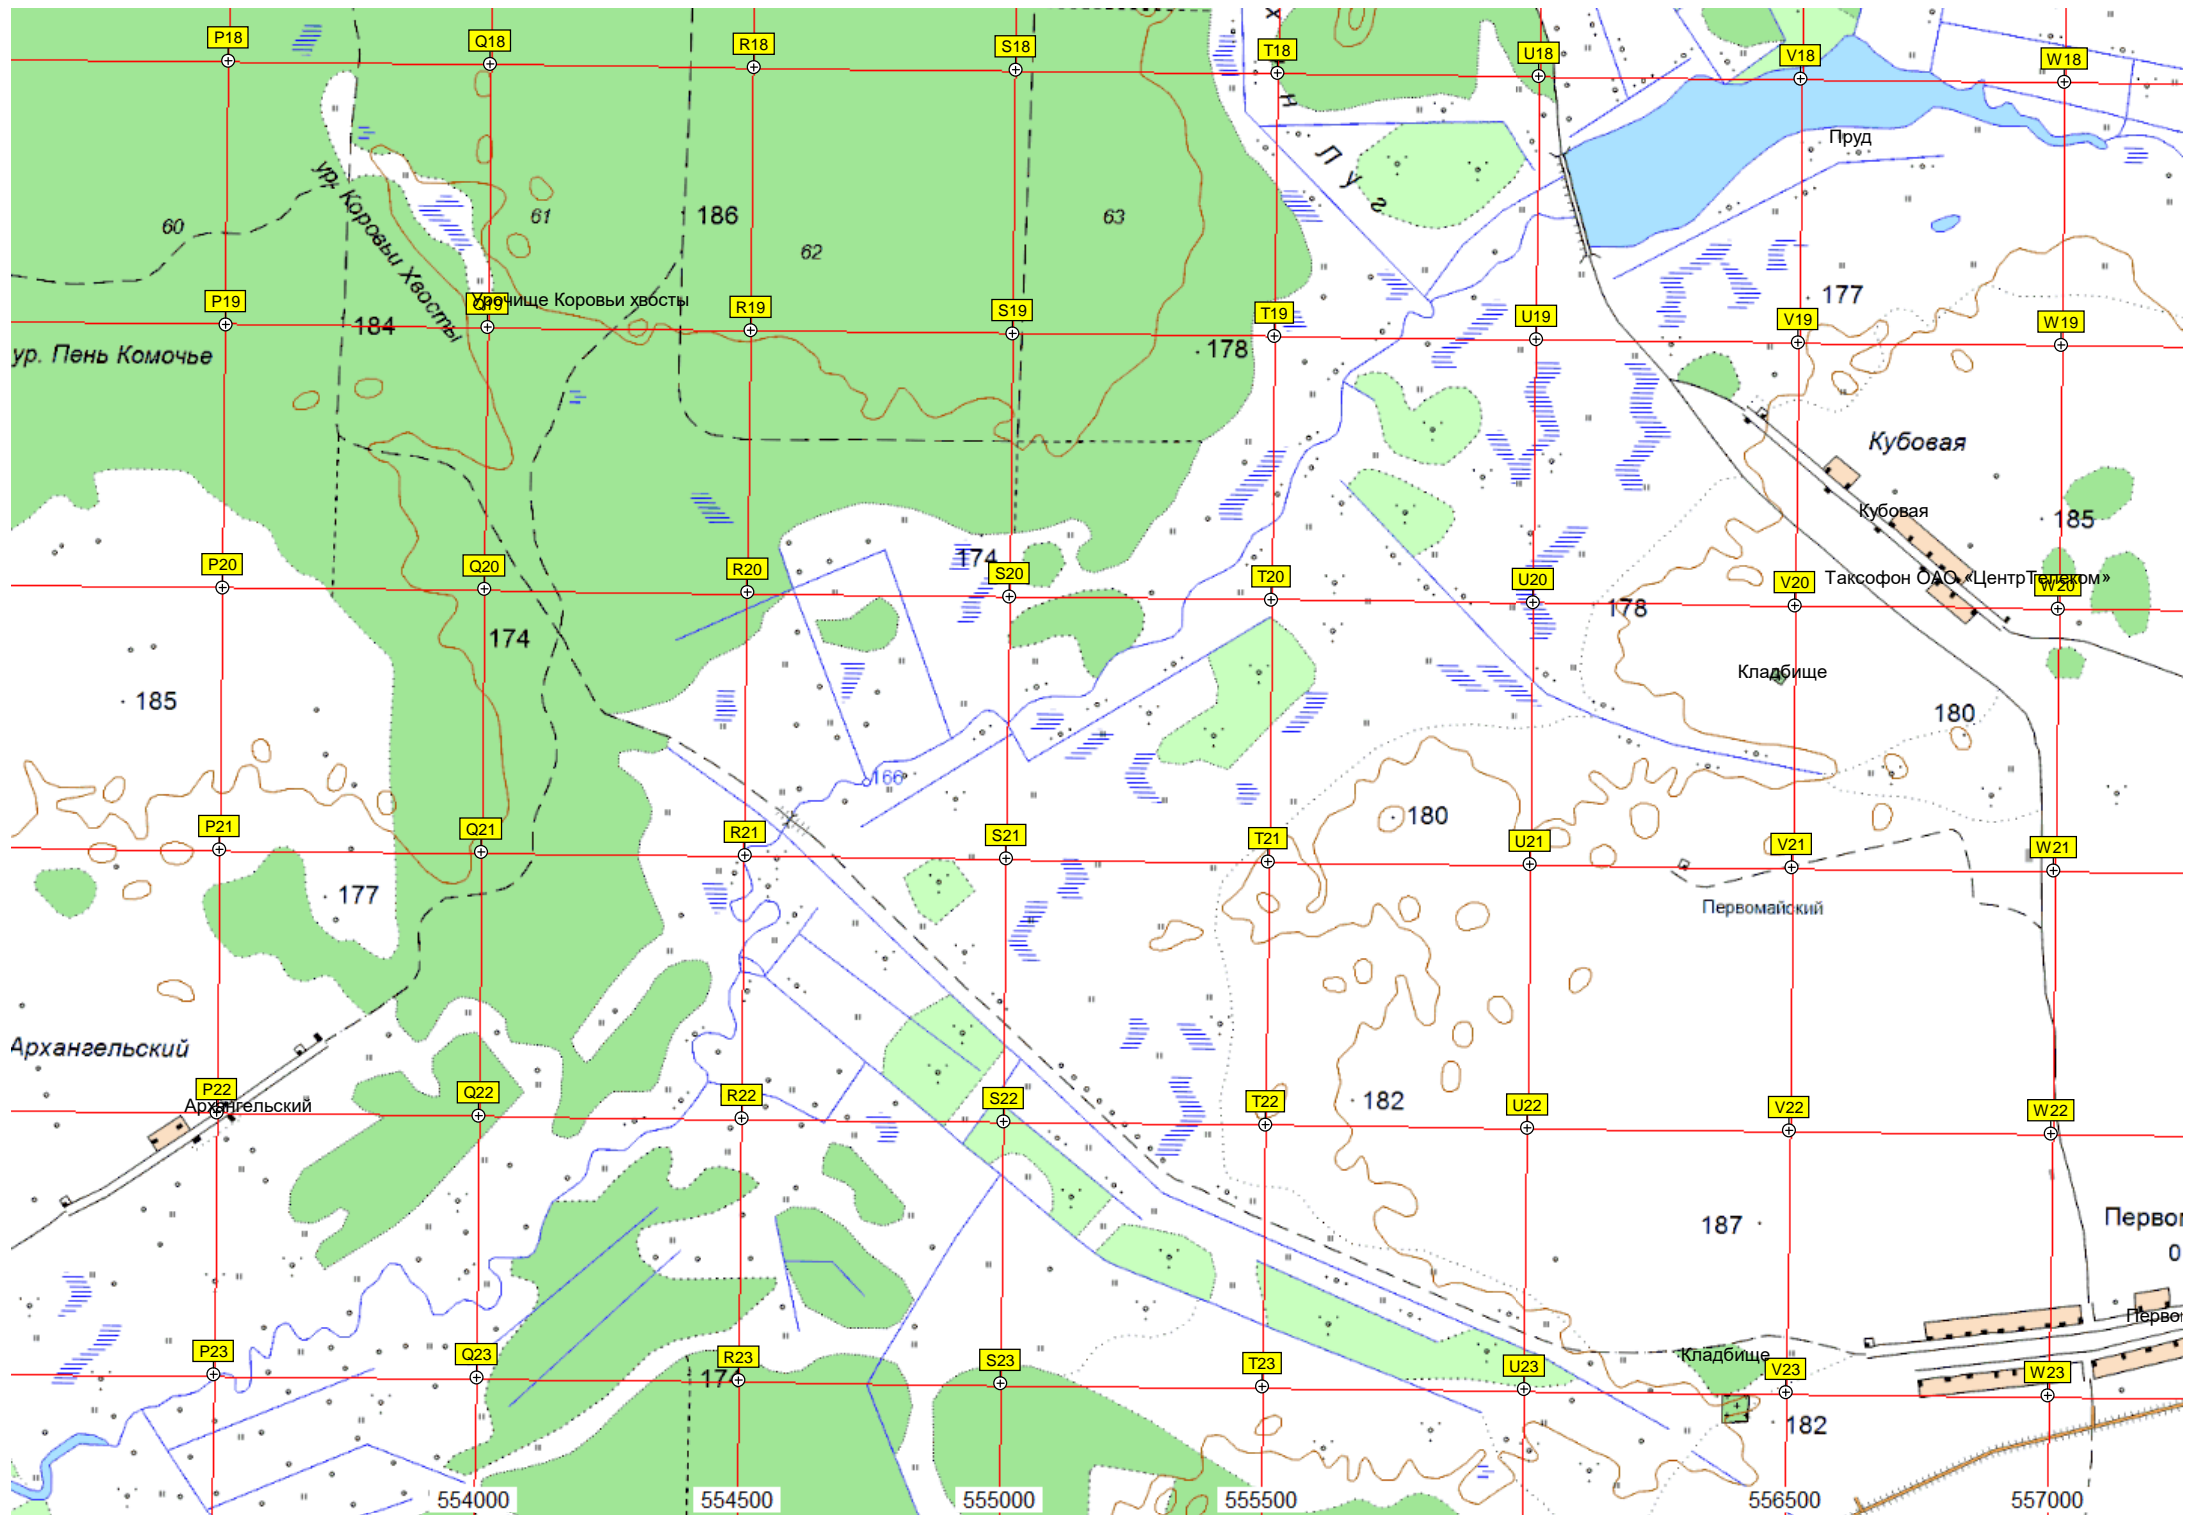 P18
Q18
R18
S18
T18
U18
V18
W18
х
н
Л у г
Пруд
ур. Коровьи Хвосты
60
61
186
62
63
177
P19
Q19
Урочище Коровьи хвосты
R19
S19
T19
U19
V19
W19
184
178
ур. Пень Комочье
Кубовая
Кубовая
185
174
P20
Q20
R20
S20
T20
U20
V20
Таксофон ОАО «ЦентрТелеком»
W20
178
174
185
Кладбище
180
166
180
P21
Q21
R21
S21
T21
U21
V21
W21
177
Первомайский
Архангельский
P22
Архангельский
Q22
R22
S22
T22
U22
V22
W22
182
187
Первом
0
Перво
Кладбище
P23
Q23
R23
S23
T23
U23
V23
W23
182
554000
554500
555000
555500
556500
557000